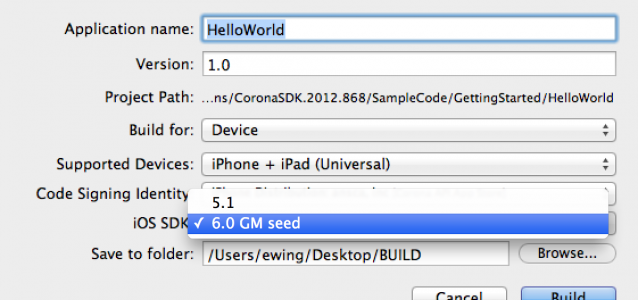 Application name: HelloWorld
Version: 1.0
Project Path: ...ns/CoronaSDK.2012.868/SampleCode/GettingStarted/HelloWorld
Build for: Device
Supported Devices: iPhone + iPad (Universal)
Code Signing Identity
5.1
iOS SDK ✓ 6.0 GM seed
Save to folder: /Users/ewing/Desktop/BUILD Browse...
Cancel Build